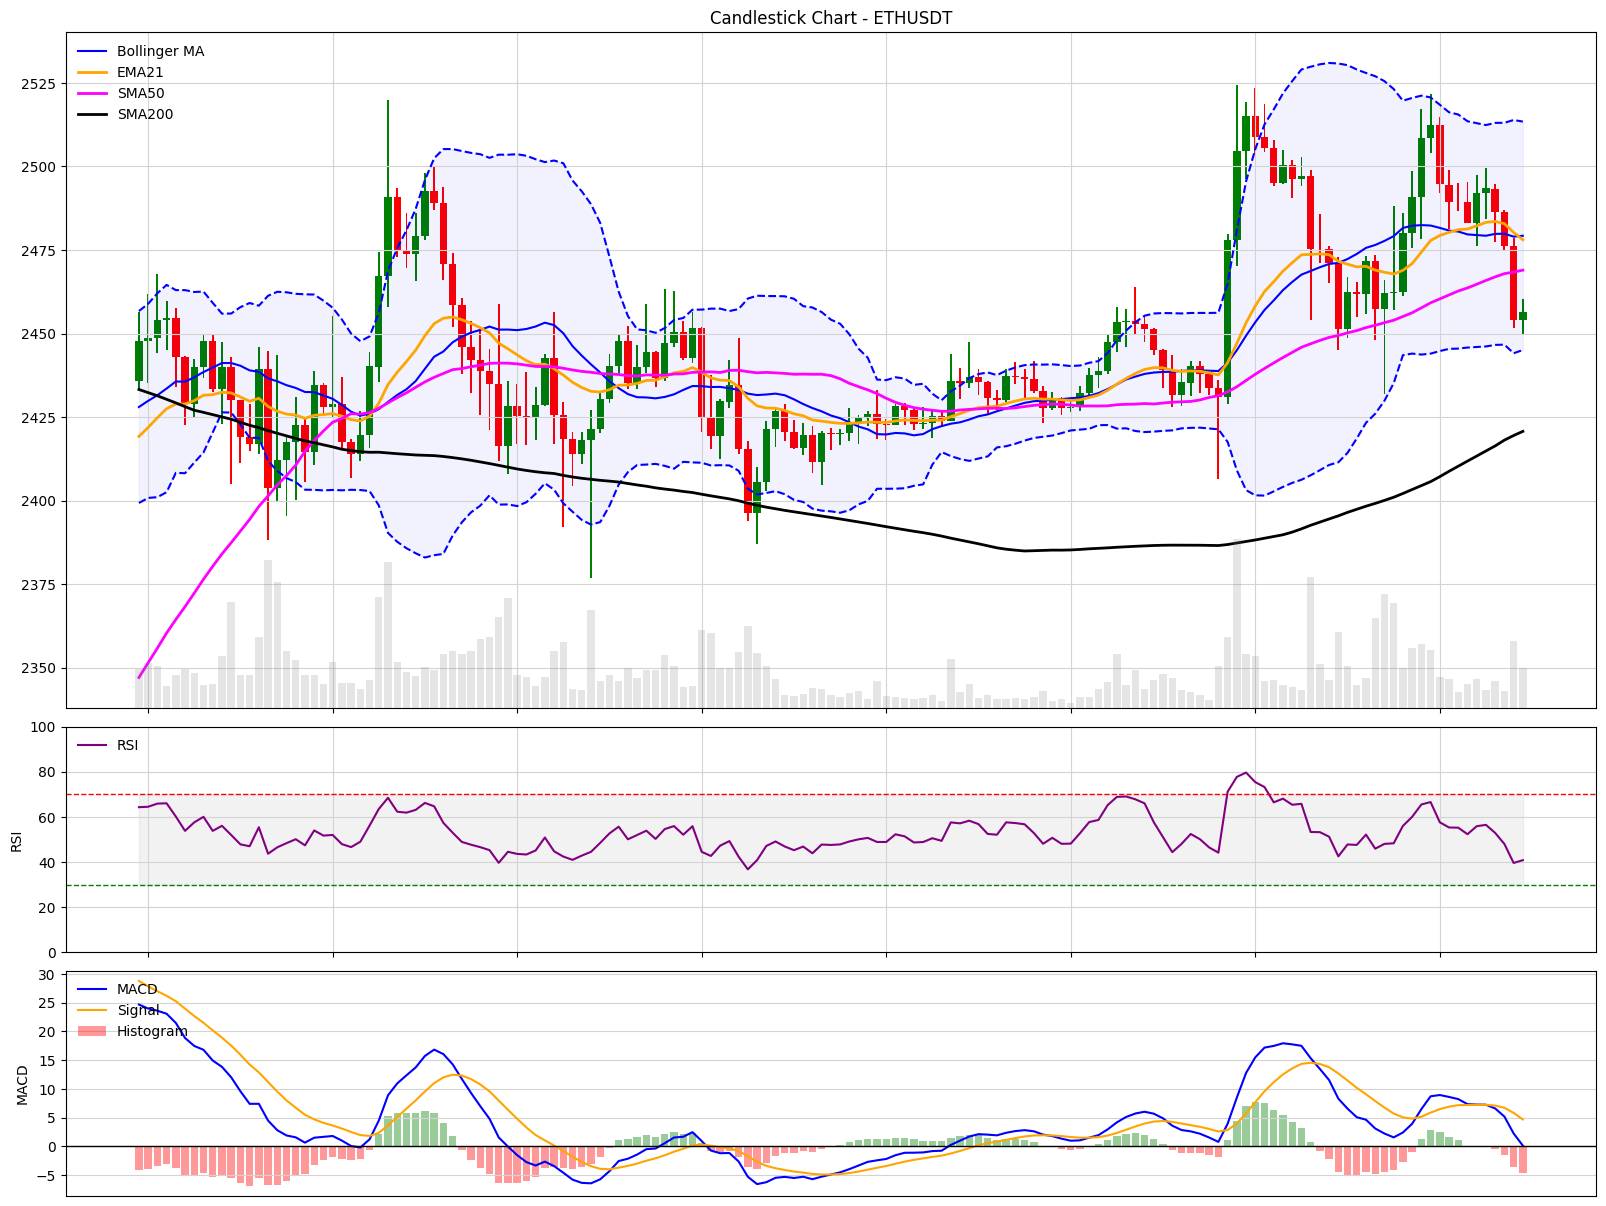 Candlestick Chart - ETHUSDT
Bollinger MA
EMA21
SMA50
SMA200
2525
2500
2475
2450
2425
2400
2375
2350
RSI
100
80
60
40
20
0
RSI
MACD
Signal
Histogram
30
25
20
15
10
5
0
−5
MACD